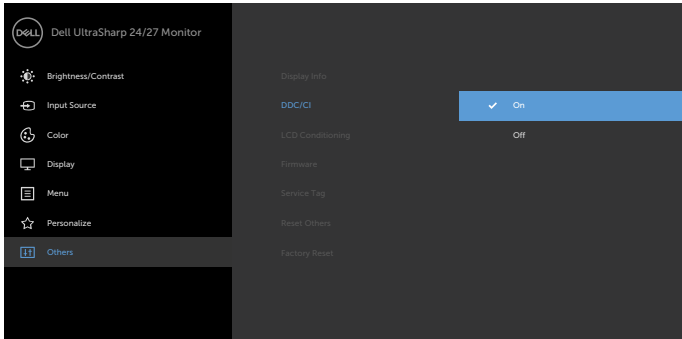 DELL Dell UltraSharp 24/27 Monitor
Brightness/Contrast
Input Source
Color
Display
Menu
Personalize
Others
Display Info
DDC/CI
LCD Conditioning
Firmware
Service Tag
Reset Others
Factory Reset
On
Off